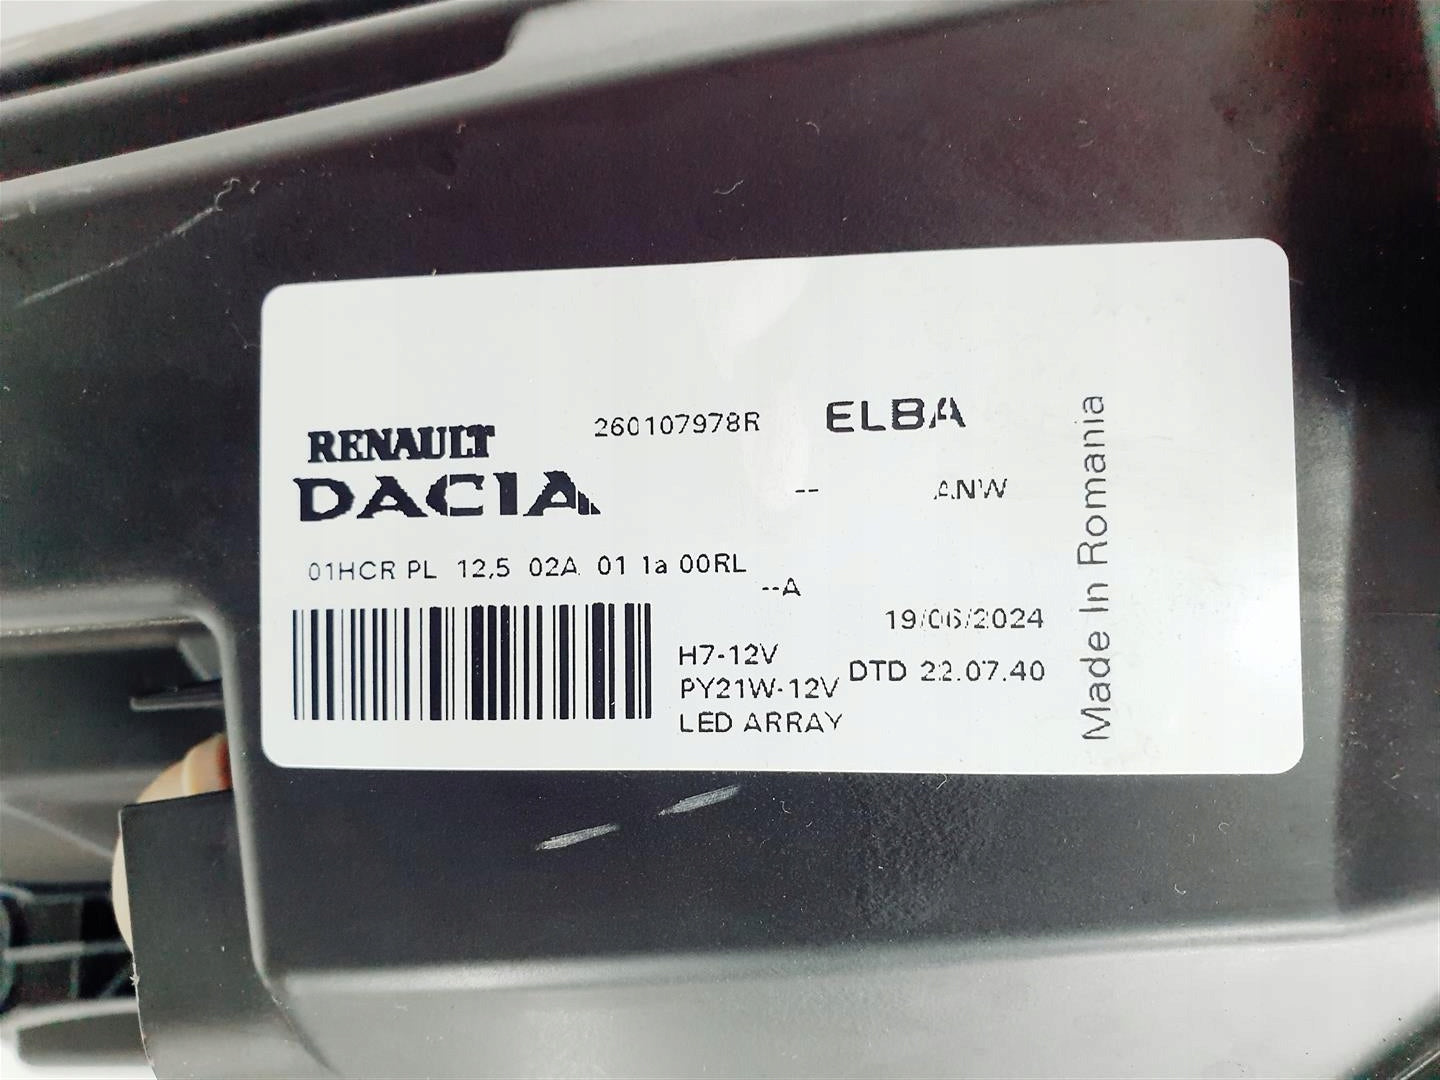 RENAULT 260107978R ELBA
DACIA -- ANW
01HCR PL 12,5 02A 01 1a 00RL
--A
19/06/2024
H7-12V
PY21W-12V DTD 22.07.40
LED ARRAY
Made In Romania